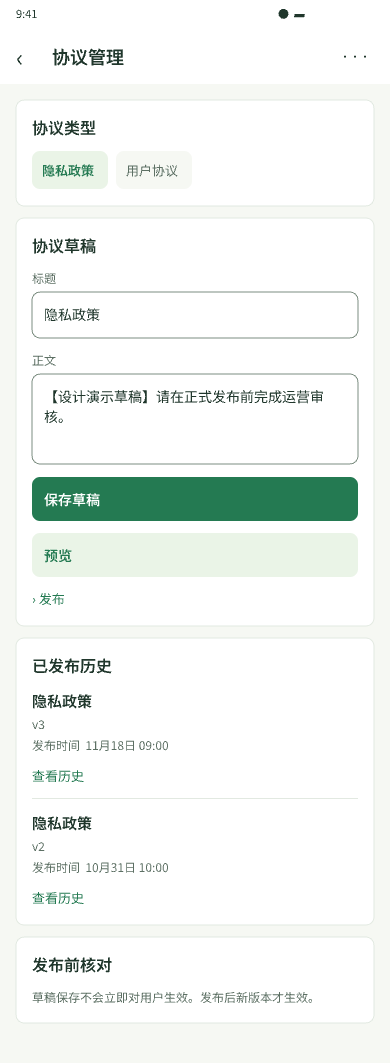 9:41
‹ 协议管理 ···
协议类型
隐私政策 用户协议
协议草稿
标题
隐私政策
正文
【设计演示草稿】请在正式发布前完成运营审
核。
保存草稿
预览
› 发布
已发布历史
隐私政策
v3
发布时间 11月18日 09:00
查看历史
隐私政策
v2
发布时间 10月31日 10:00
查看历史
发布前核对
草稿保存不会立即对用户生效。发布后新版本才生效。